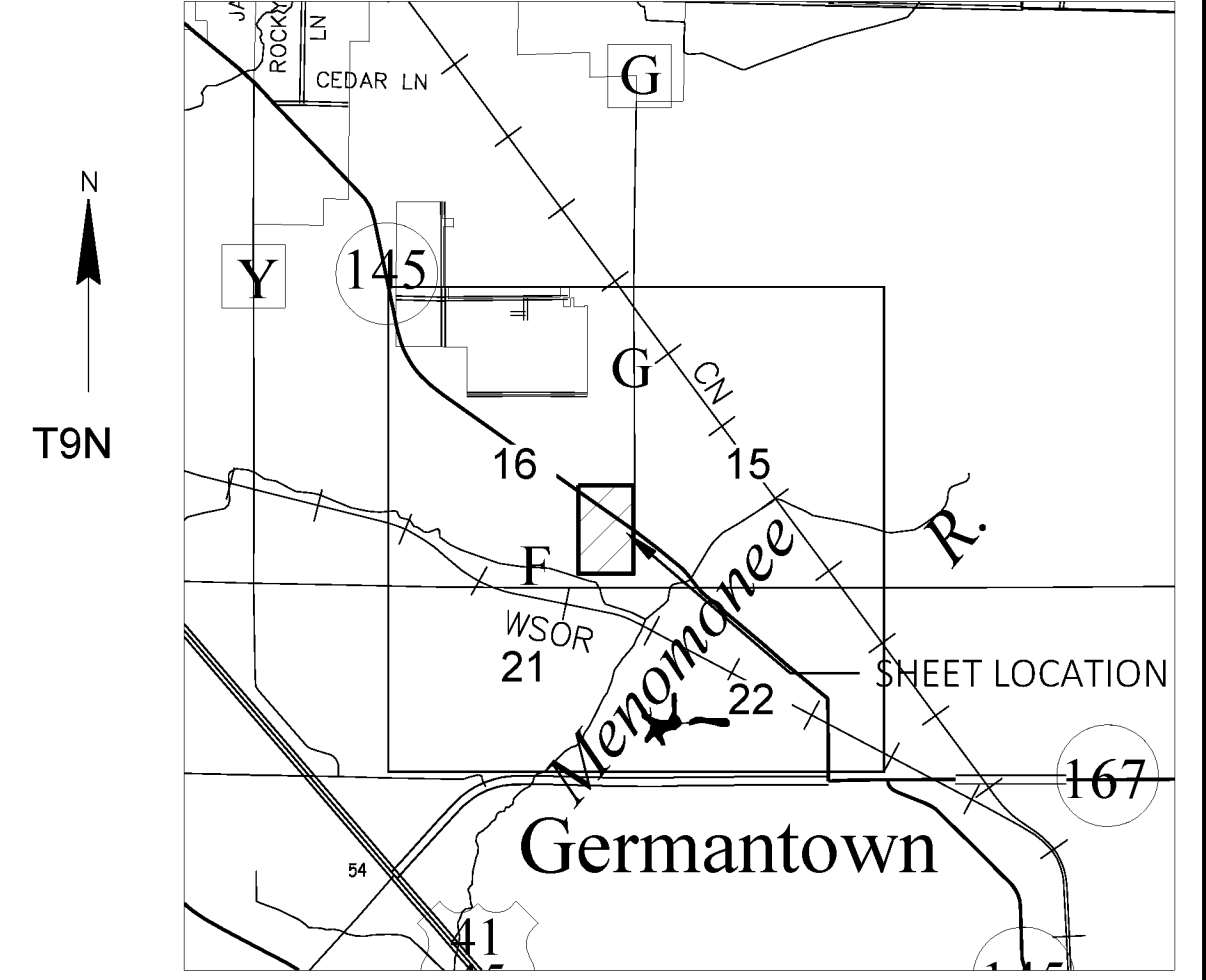 ROCKY
LN
CEDAR LN
G
N
Y
145
G
CN
T9N
16
15
R.
F
WSOR
21
Menomonee
SHEET LOCATION
22
167
Germantown
54
41